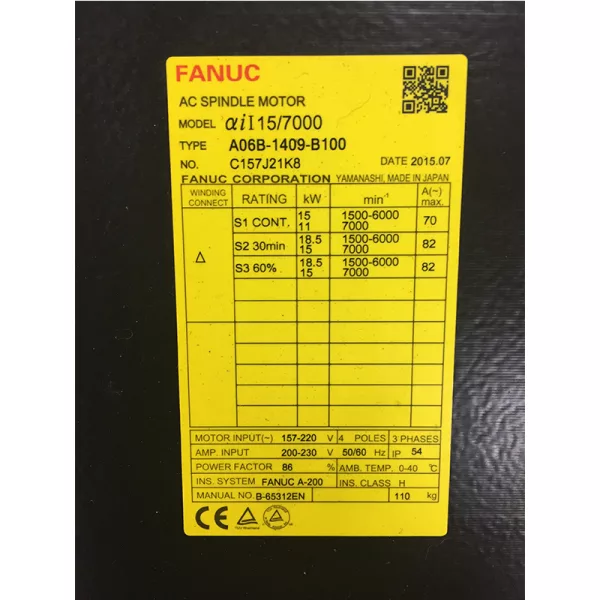 FANUC
AC SPINDLE MOTOR
MODEL αiI 15/7000
TYPE A06B-1409-B100
NO. C157J21K8 DATE 2015.07
FANUC CORPORATION YAMANASHI, MADE IN JAPAN
WINDING CONNECT RATING kW min⁻¹ A(~) max.
Δ
S1 CONT. 15 1500-6000 70
11 7000
S2 30min 18.5 1500-6000 82
15 7000
S3 60% 18.5 1500-6000 82
15 7000
MOTOR INPUT(~) 157-220 V 4 POLES 3 PHASES
AMP. INPUT 200-230 V 50/60 Hz IP 54
POWER FACTOR 86 % AMB. TEMP. 0-40 ℃
INS. SYSTEM FANUC A-200 INS. CLASS H
MANUAL NO. B-65312EN 110 kg
CE